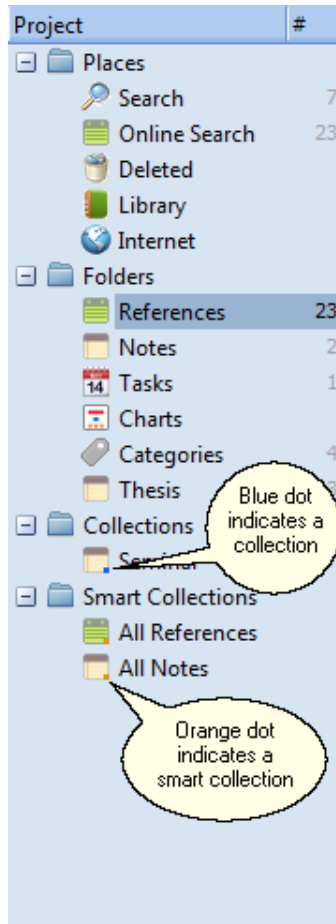 Project #
Places
Search 7
Online Search 23
Deleted
Library
Internet
Folders
References 23
Notes 2
14 Tasks 1
Charts
Categories 4
Thesis
Blue dot
indicates a
collection
Collections
Smart Collections
All References
All Notes
Orange dot
indicates a
smart collection